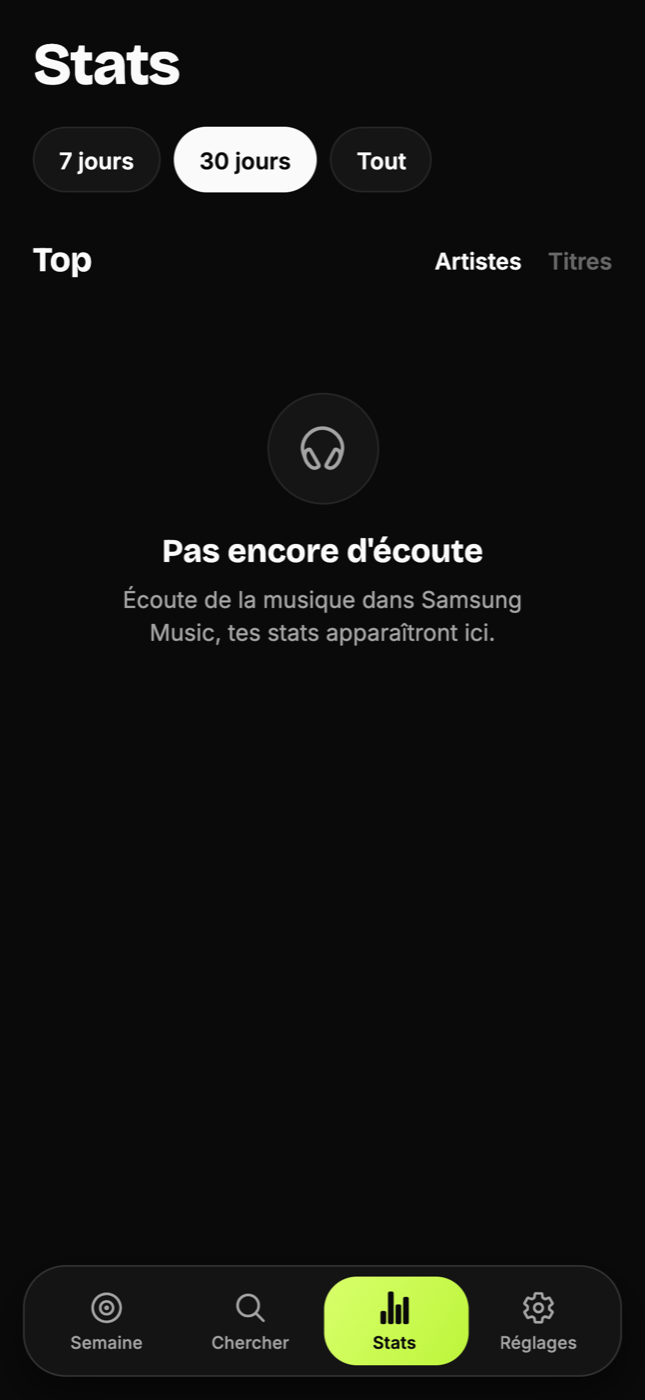 Stats
7 jours
30 jours
Tout
Top
Artistes
Titres
Pas encore d'écoute
Écoute de la musique dans Samsung
Music, tes stats apparaîtront ici.
Semaine
Chercher
Stats
Réglages